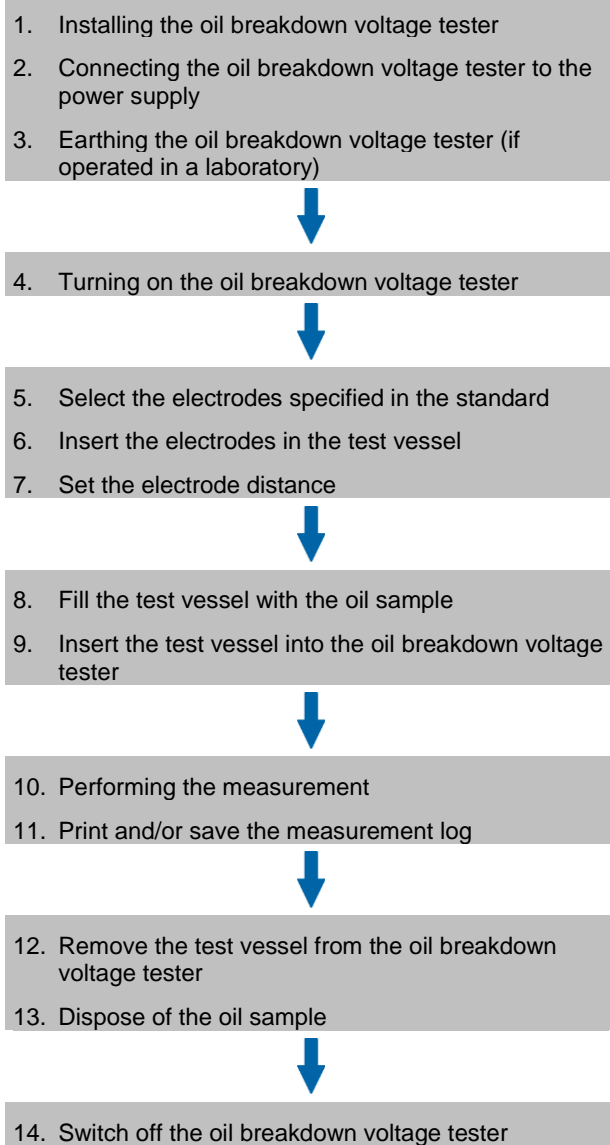 1. Installing the oil breakdown voltage tester
2. Connecting the oil breakdown voltage tester to the
power supply
3. Earthing the oil breakdown voltage tester (if
operated in a laboratory)
4. Turning on the oil breakdown voltage tester
5. Select the electrodes specified in the standard
6. Insert the electrodes in the test vessel
7. Set the electrode distance
8. Fill the test vessel with the oil sample
9. Insert the test vessel into the oil breakdown voltage
tester
10. Performing the measurement
11. Print and/or save the measurement log
12. Remove the test vessel from the oil breakdown
voltage tester
13. Dispose of the oil sample
14. Switch off the oil breakdown voltage tester